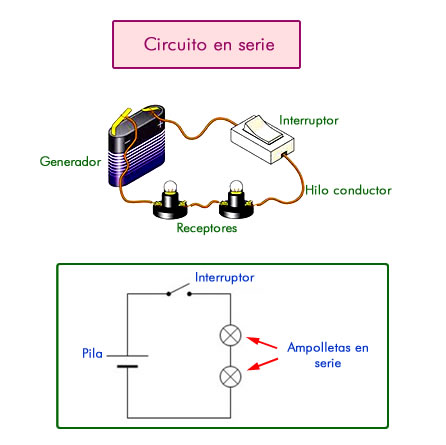 Circuito en serie
Interruptor
Generador
Hilo conductor
Receptores
Interruptor
Pila
Ampolletas en
serie